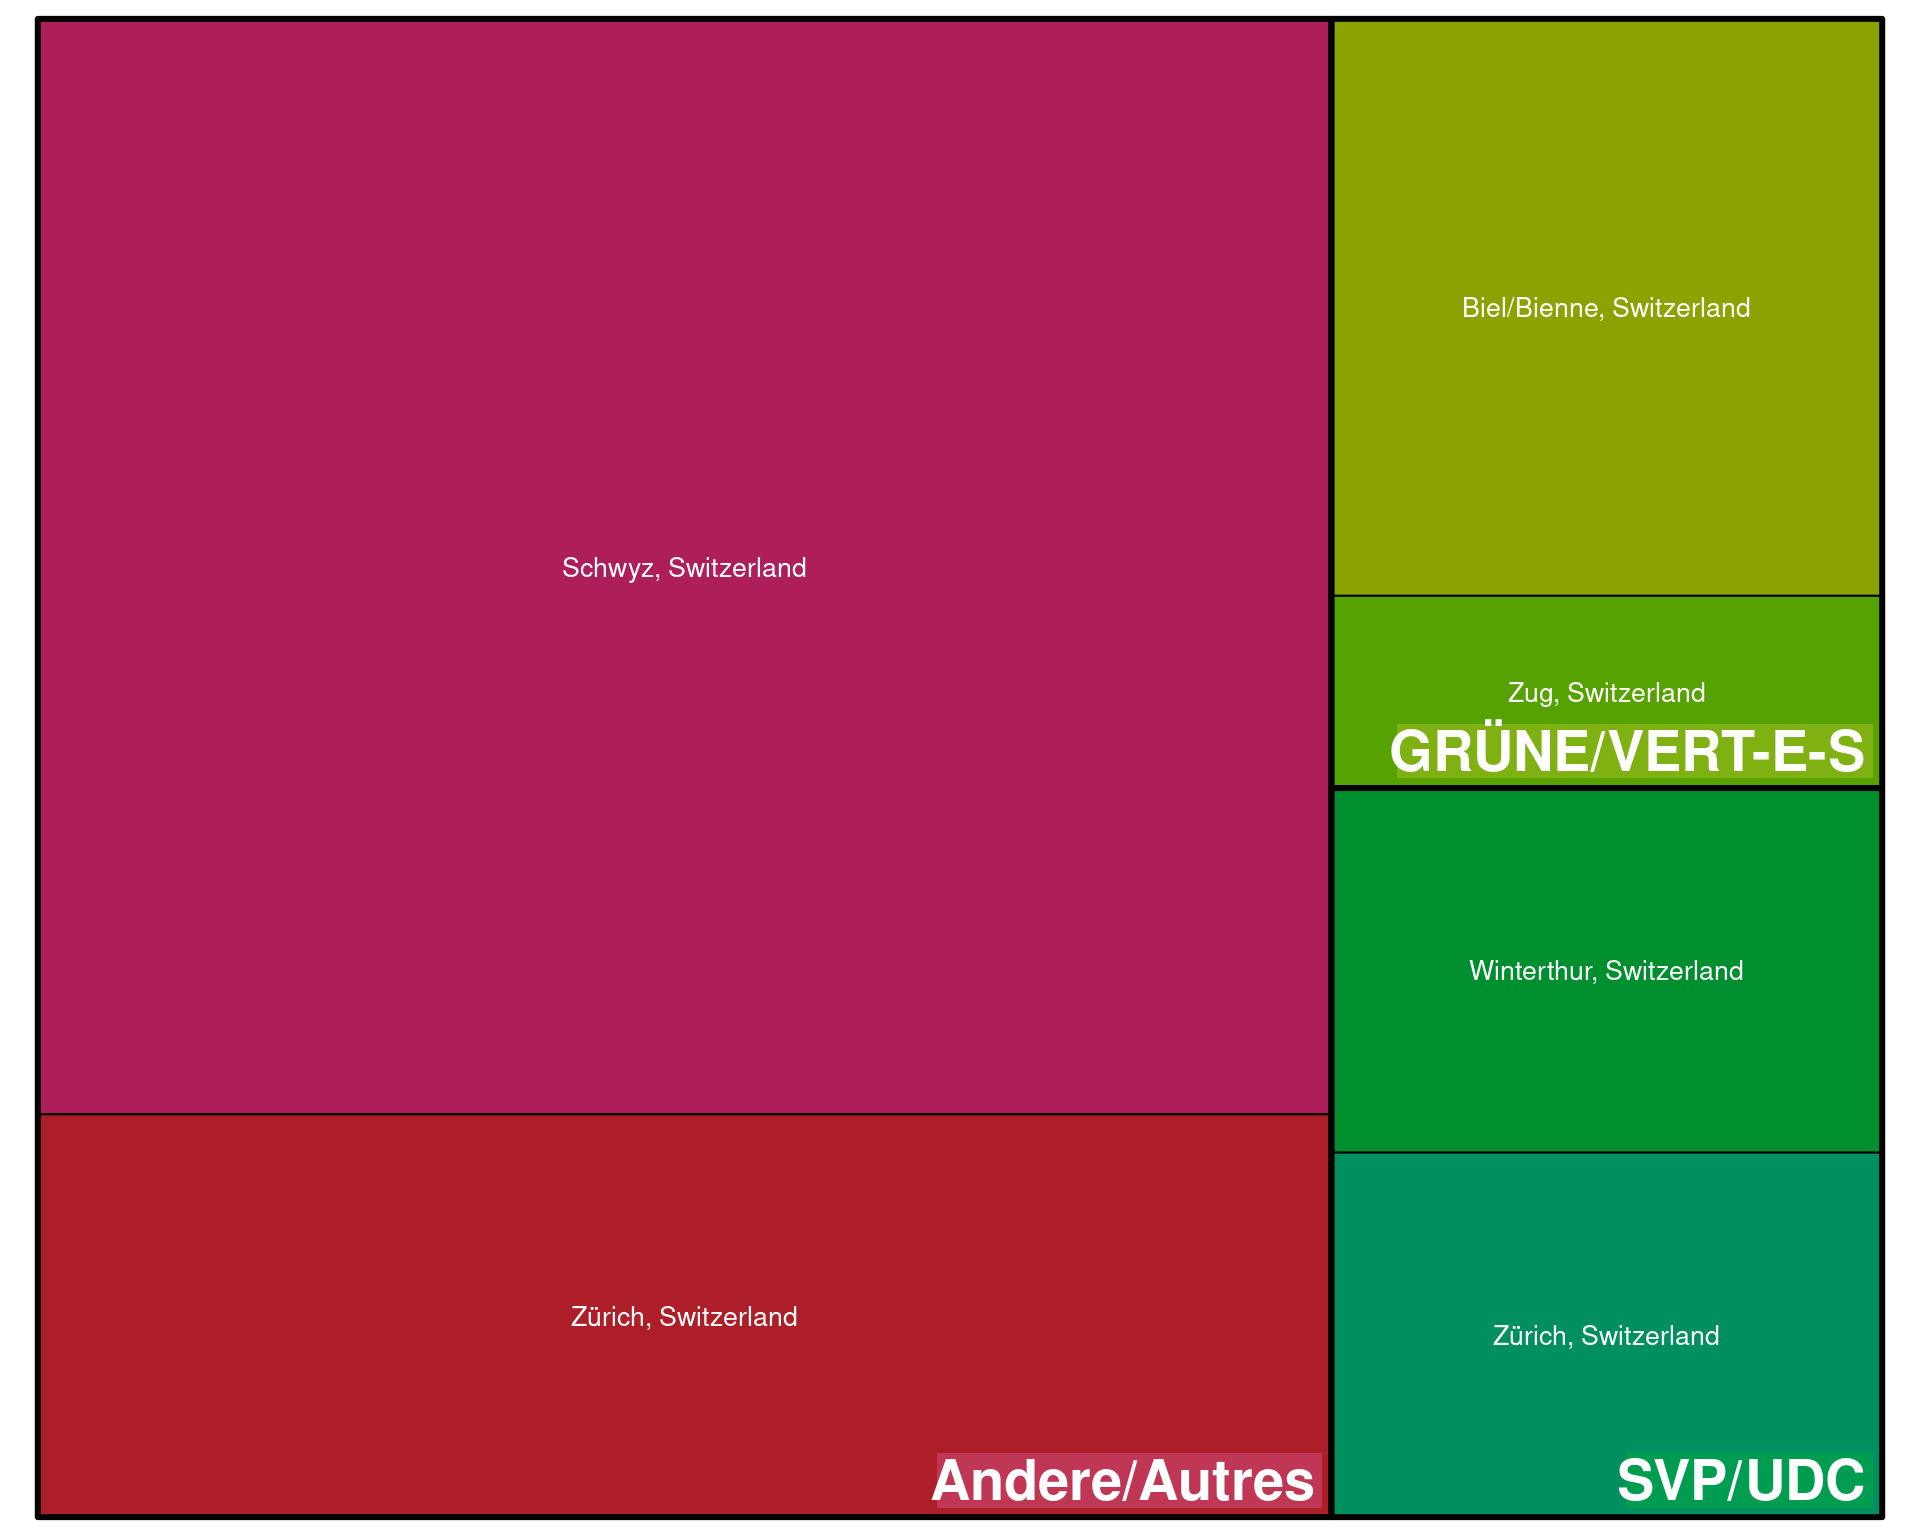 Schwyz, Switzerland
Zürich, Switzerland
Andere/Autres
Biel/Bienne, Switzerland
Zug, Switzerland
GRÜNE/VERT-E-S
Winterthur, Switzerland
Zürich, Switzerland
SVP/UDC